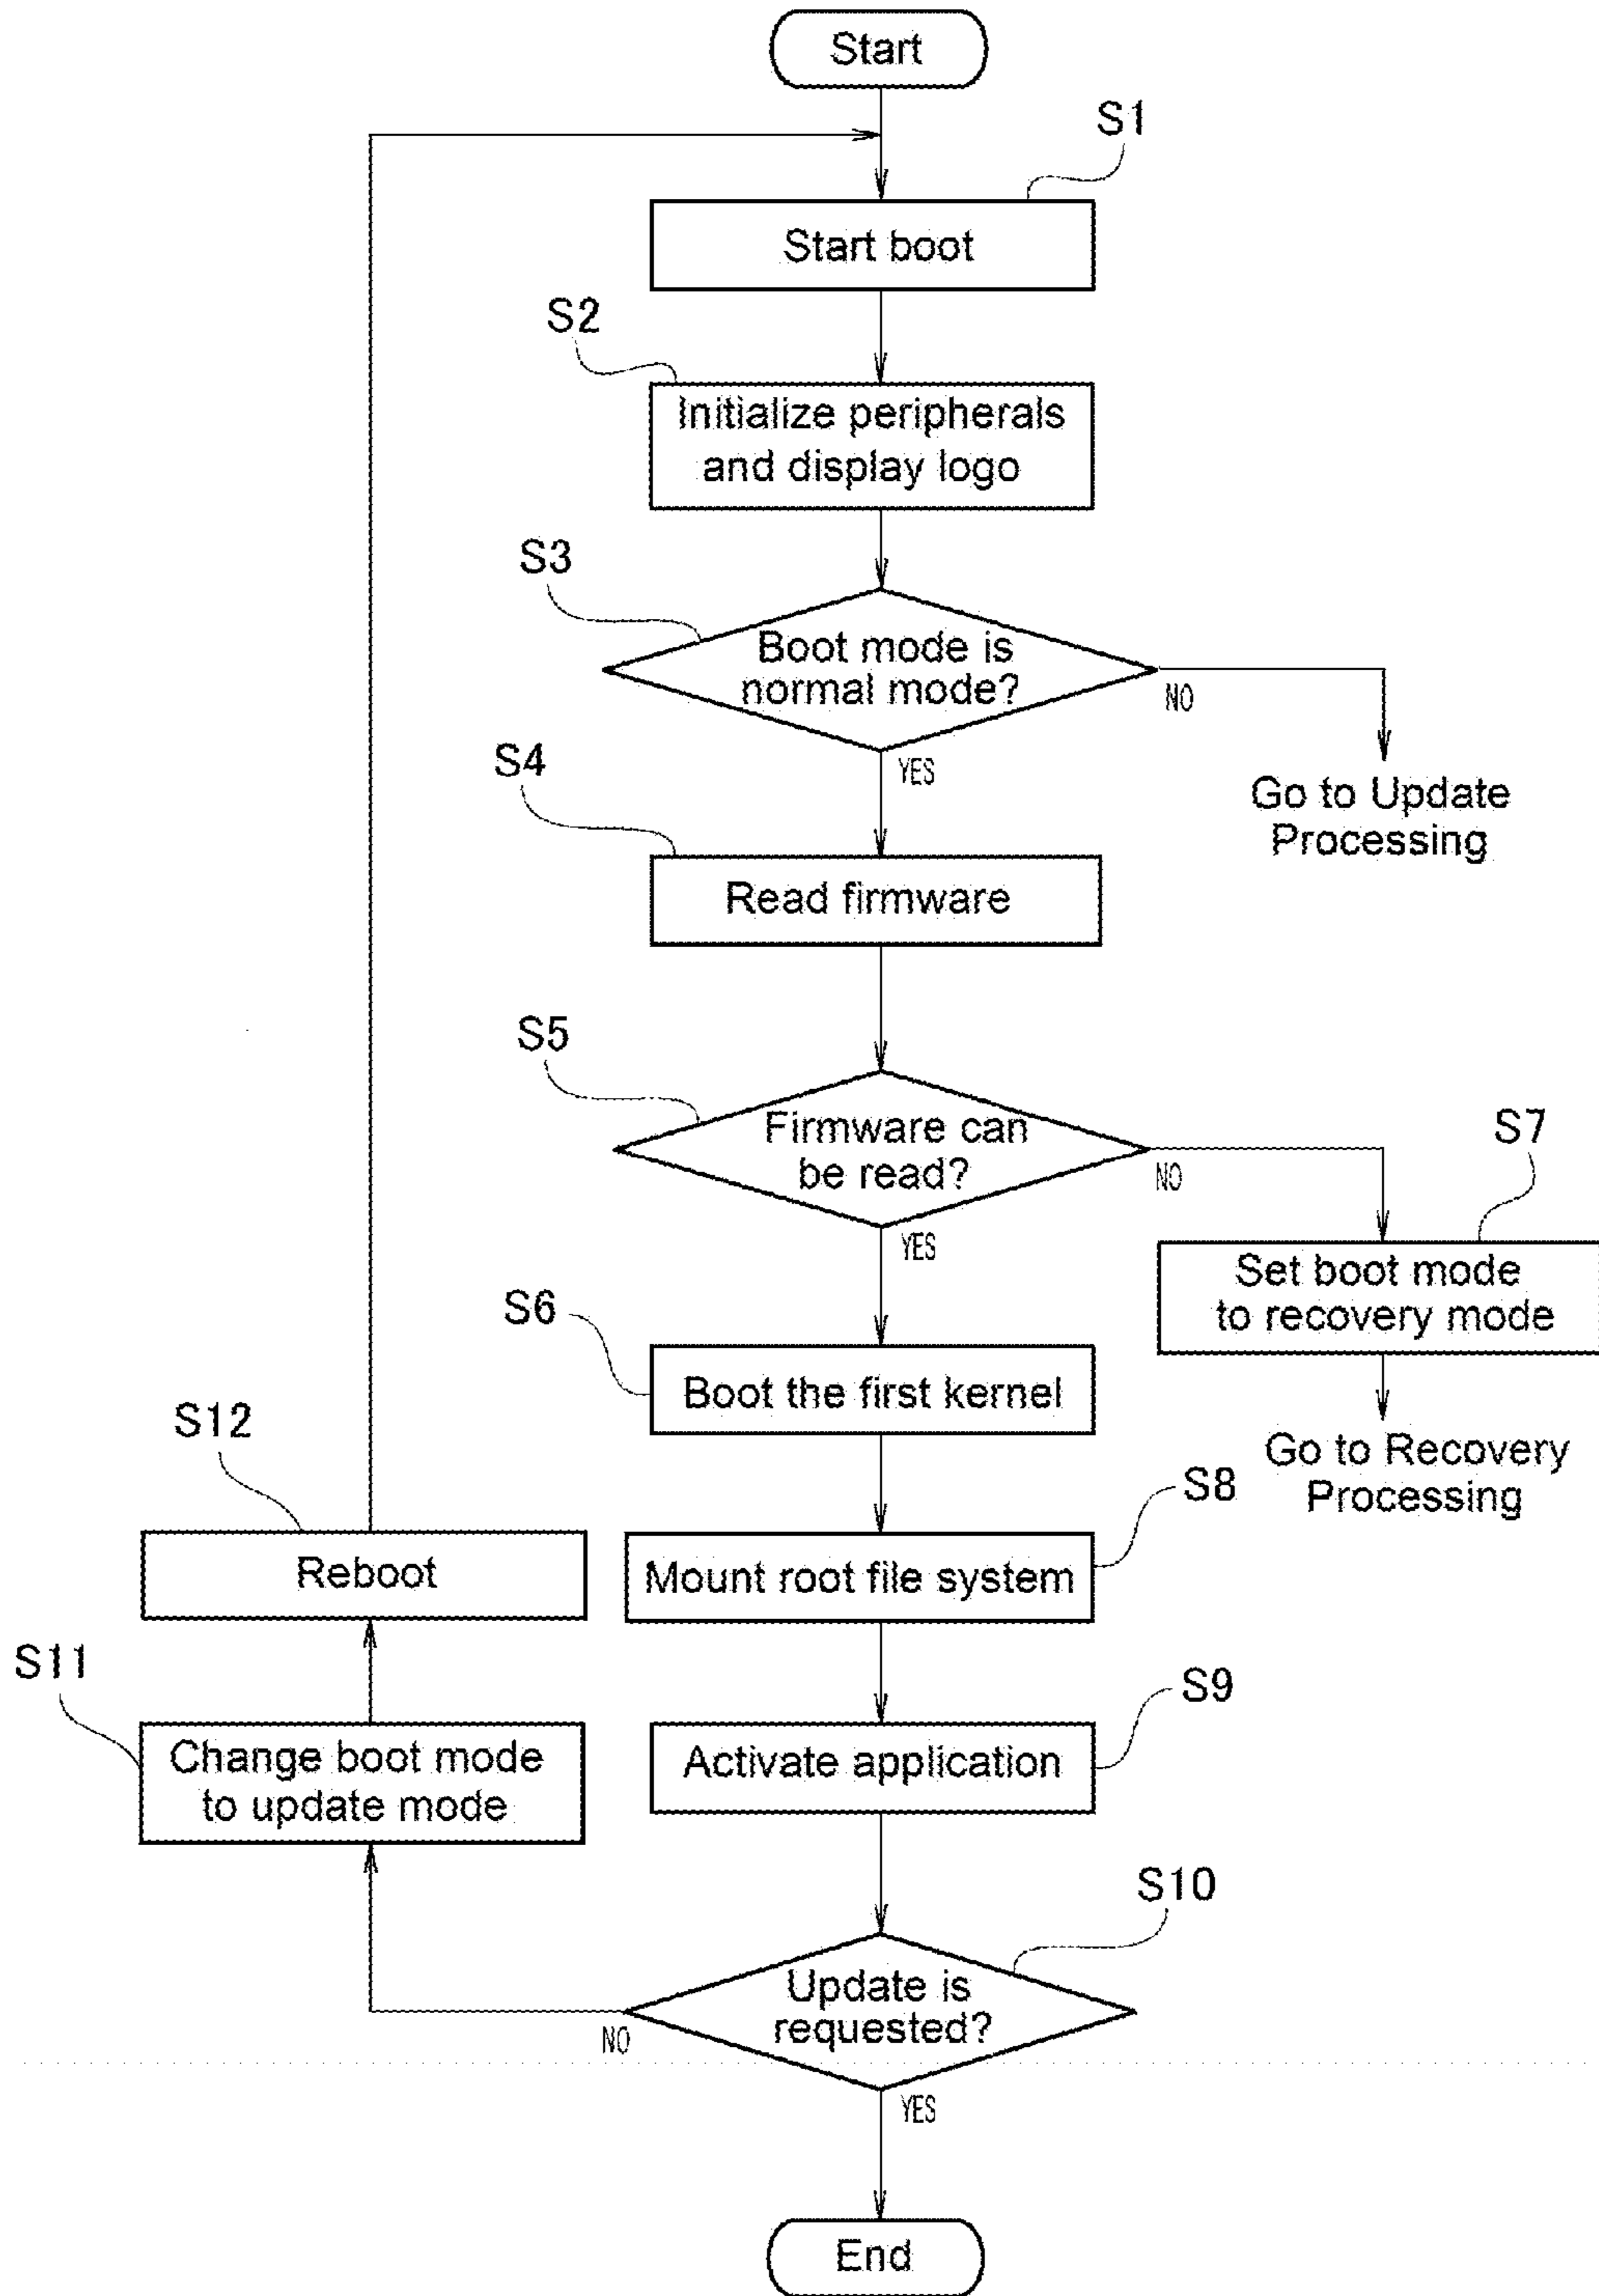 Start
S1
Start boot
S2
Initialize peripherals
and display logo
S3
Boot mode is
normal mode?
NO
YES
Go to Update
Processing
S4
Read firmware
S5
Firmware can
be read?
NO
YES
S7
Set boot mode
to recovery mode
Go to Recovery
Processing
S6
Boot the first kernel
S8
Mount root file system
S9
Activate application
S10
Update is
requested?
NO
YES
S11
Change boot mode
to update mode
S12
Reboot
End